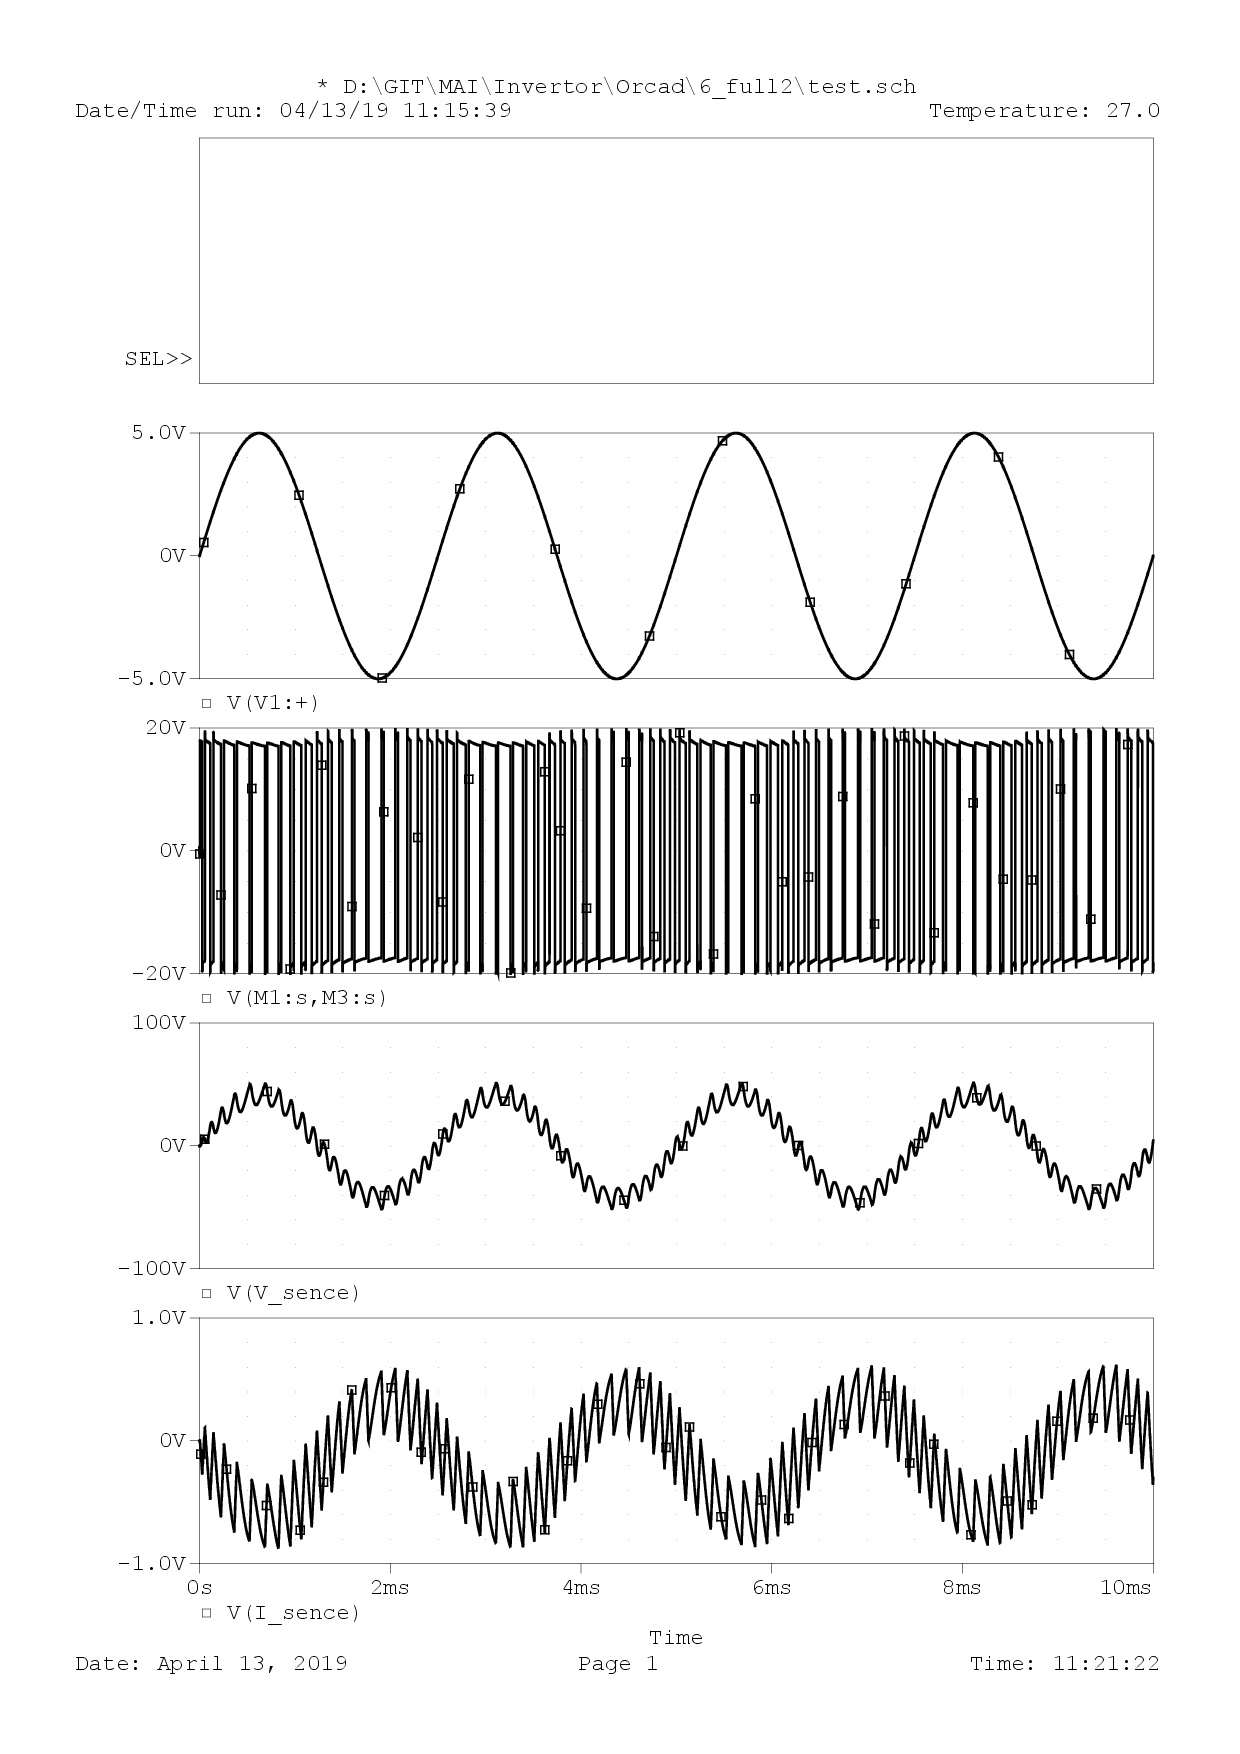 * D:\GIT\MAI\Invertor\Orcad\6_full2\test.sch
Date/Time run: 04/13/19 11:15:39 Temperature: 27.0
SEL>>
5.0V
0V
-5.0V
V(V1:+)
20V
0V
-20V
V(M1:s,M3:s)
100V
0V
-100V
V(V_sence)
1.0V
0V
-1.0V
0s 2ms 4ms 6ms 8ms 10ms
V(I_sence)
Time
Date: April 13, 2019 Page 1 Time: 11:21:22